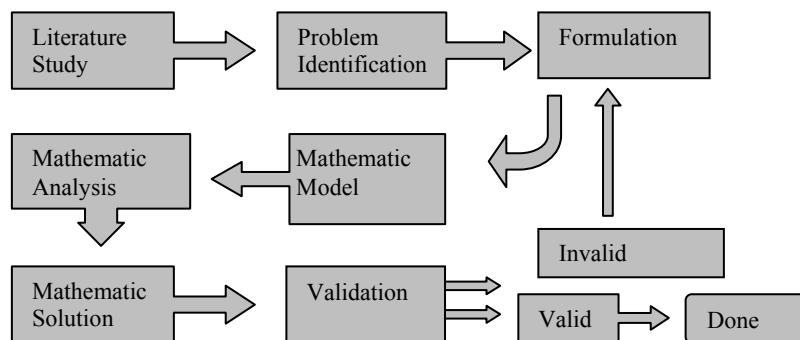 Literature
Study
Problem
Identification
Formulation
Mathematic
Analysis
Mathematic
Model
Invalid
Mathematic
Solution
Validation
Valid
Done